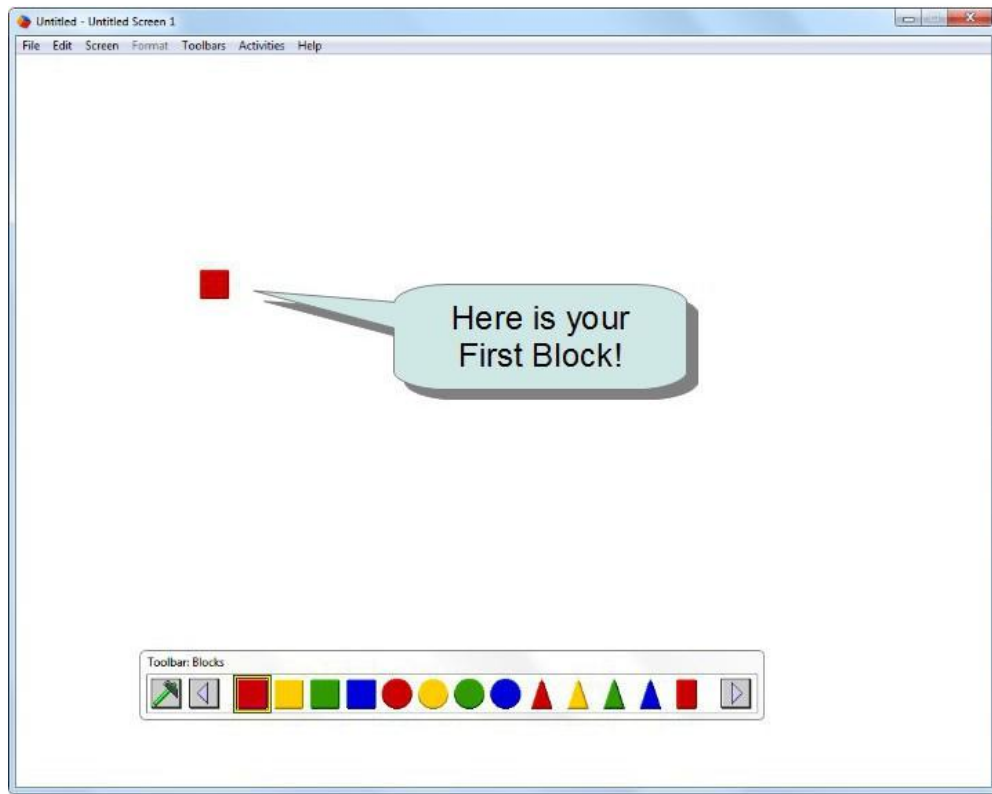 Untitled - Untitled Screen 1
File Edit Screen Format Toolbars Activities Help
Here is your
First Block!
Toolbar: Blocks